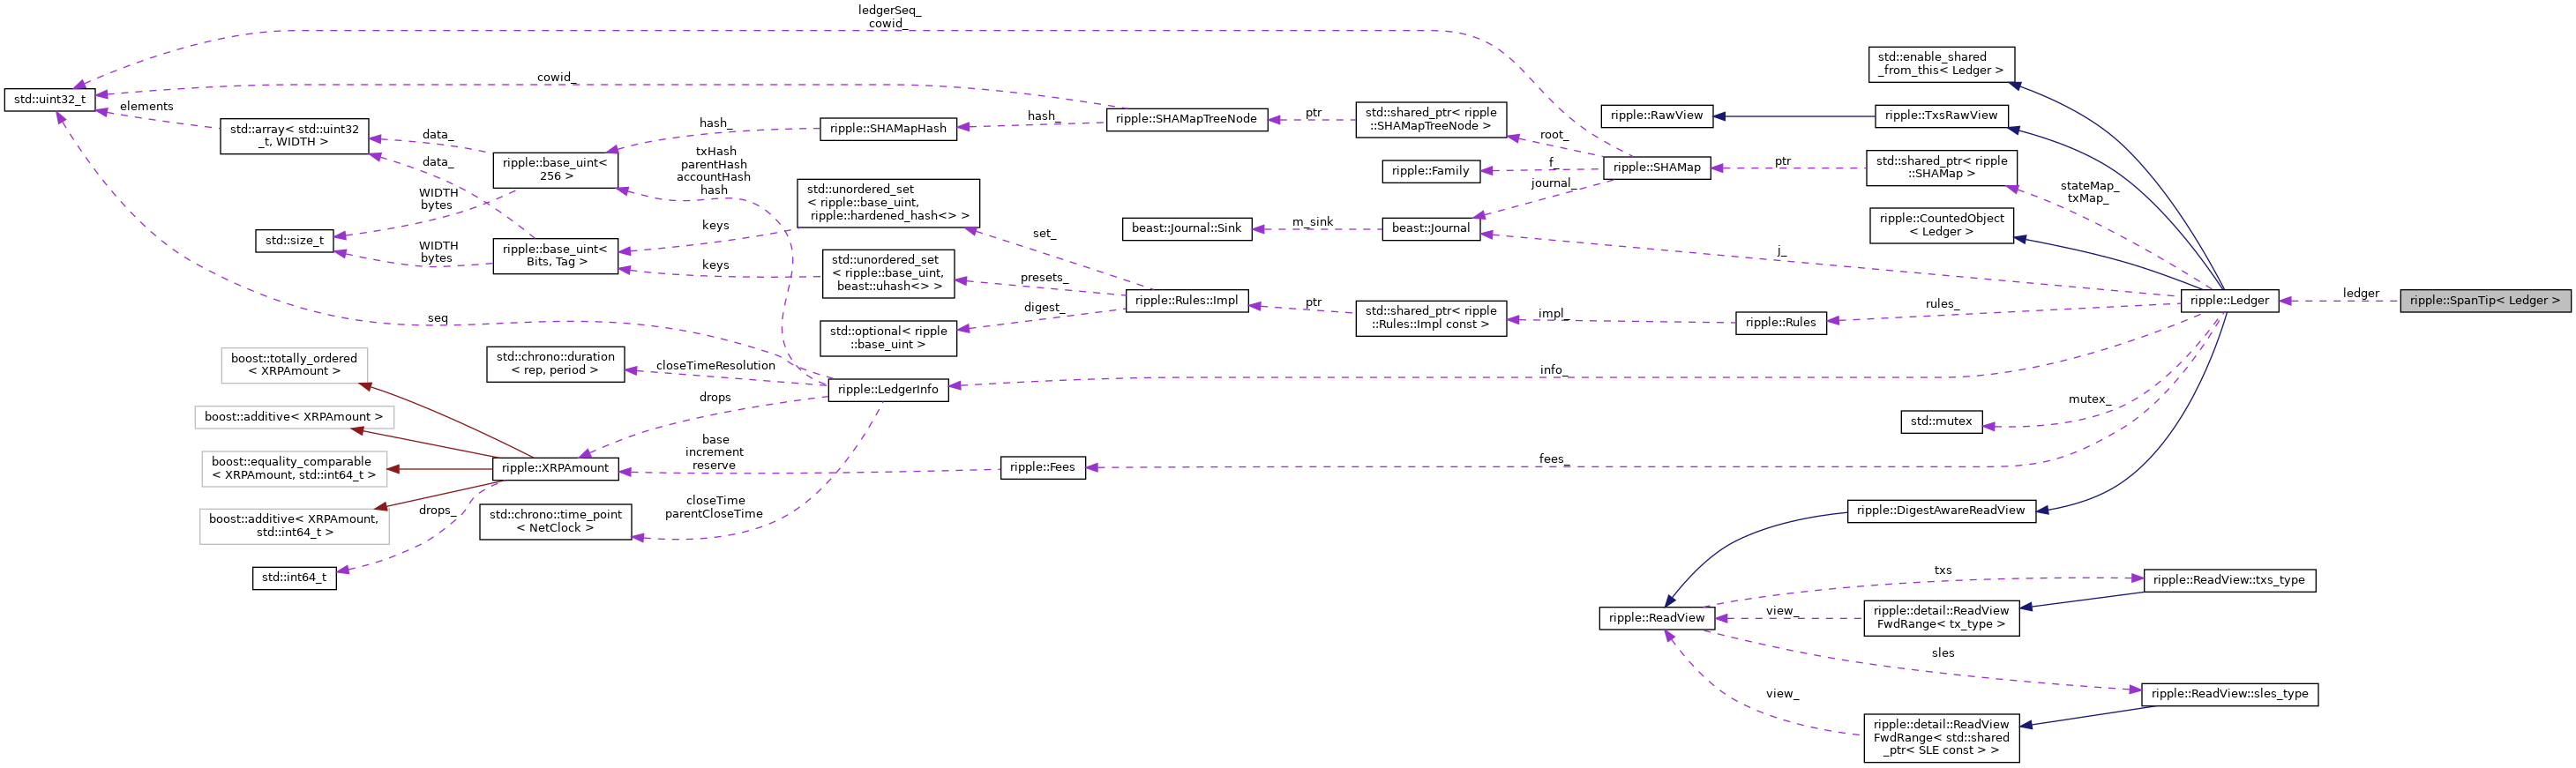 ledgerSeq_
cowid_
std::enable_shared
_from_this< Ledger >
cowid_
std::uint32_t
elements
std::array< std::uint32
_t, WIDTH >
data_
data_
hash_
ripple::SHAMapHash
hash_
ripple::SHAMapTreeNode
ptr
std::shared_ptr< ripple
::SHAMapTreeNode >
root_
ripple::RawView
ripple::TxsRawView
ripple::base_uint<
256 >
txHash
parentHash
accountHash
hash
ripple::Family
f_
journal_
ripple::SHAMap
ptr
std::shared_ptr< ripple
::SHAMap >
stateMap_
txMap_
WIDTH
bytes
std::unordered_set
< ripple::base_uint,
ripple::hardened_hash<> >
keys
set_
beast::Journal::Sink
m_sink
beast::Journal
ripple::CountedObject
< Ledger >
j_
std::size_t
WIDTH
bytes
ripple::base_uint<
Bits, Tag >
keys
std::unordered_set
< ripple::base_uint,
beast::uhash<> >
presets_
digest_
ripple::Rules::Impl
ptr
std::shared_ptr< ripple
::Rules::Impl const >
impl_
ripple::Rules
rules_
ripple::Ledger
ledger
ripple::SpanTip< Ledger >
seq
std::optional< ripple
::base_uint >
boost::totally_ordered
< XRPAmount >
std::chrono::duration
< rep, period >
closeTimeResolution
ripple::LedgerInfo
info_
drops
boost::additive< XRPAmount >
mutex_
std::mutex
boost::equality_comparable
< XRPAmount, std::int64_t >
ripple::XRPAmount
base
increment
reserve
ripple::Fees
fees_
boost::additive< XRPAmount,
std::int64_t >
drops_
std::chrono::time_point
< NetClock >
closeTime
parentCloseTime
ripple::DigestAwareReadView
std::int64_t
txs
ripple::ReadView::txs_type
ripple::ReadView
view_
ripple::detail::ReadView
FwdRange< tx_type >
sles
ripple::ReadView::sles_type
view_
ripple::detail::ReadView
FwdRange< std::shared
_ptr< SLE const > >